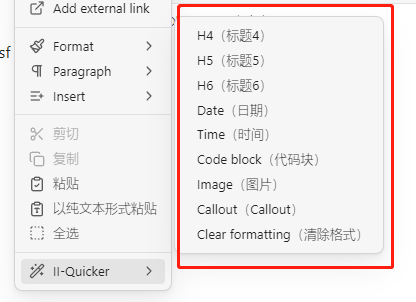 Add external link
sf
Format
Paragraph
Insert
剪切
复制
粘贴
以纯文本形式粘贴
全选
II-Quicker
H4（标题4）
H5（标题5）
H6（标题6）
Date（日期）
Time（时间）
Code block（代码块）
Image（图片）
Callout（Callout）
Clear formatting（清除格式）